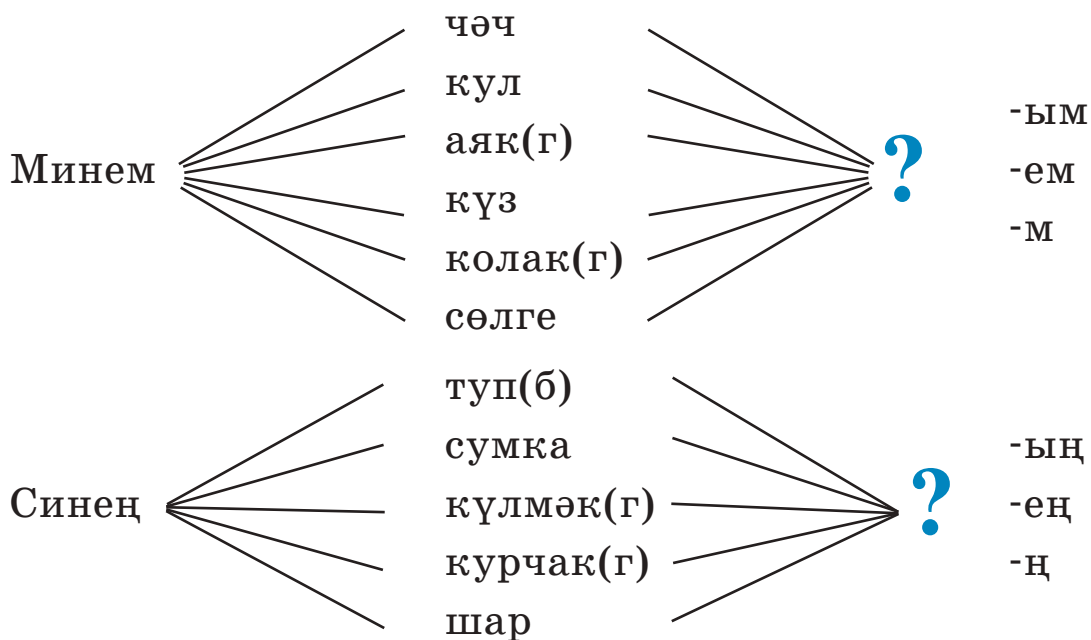 чәч
кул
-ым
аяк(г)
Минем
?
-ем
күз
-м
колак(г)
сөлге
туп(б)
сумка
-ың
Синең
күлмәк(г)
?
-ең
курчак(г)
-ң
шар